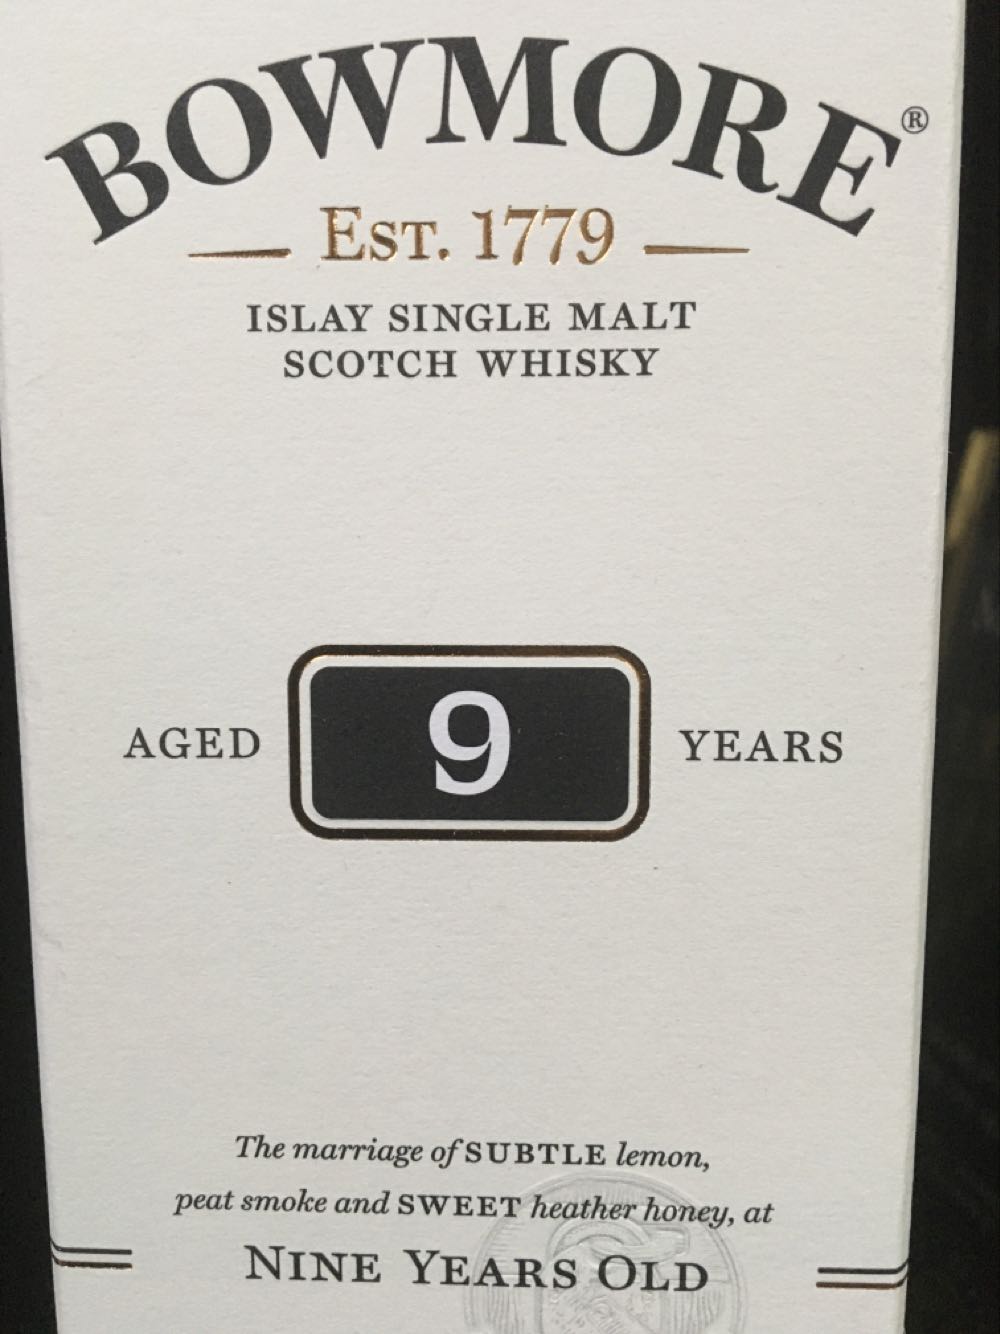 BOWMORE®
EST. 1779
ISLAY SINGLE MALT
SCOTCH WHISKY
AGED 9 YEARS
The marriage of SUBTLE lemon,
peat smoke and SWEET heather honey, at
NINE YEARS OLD